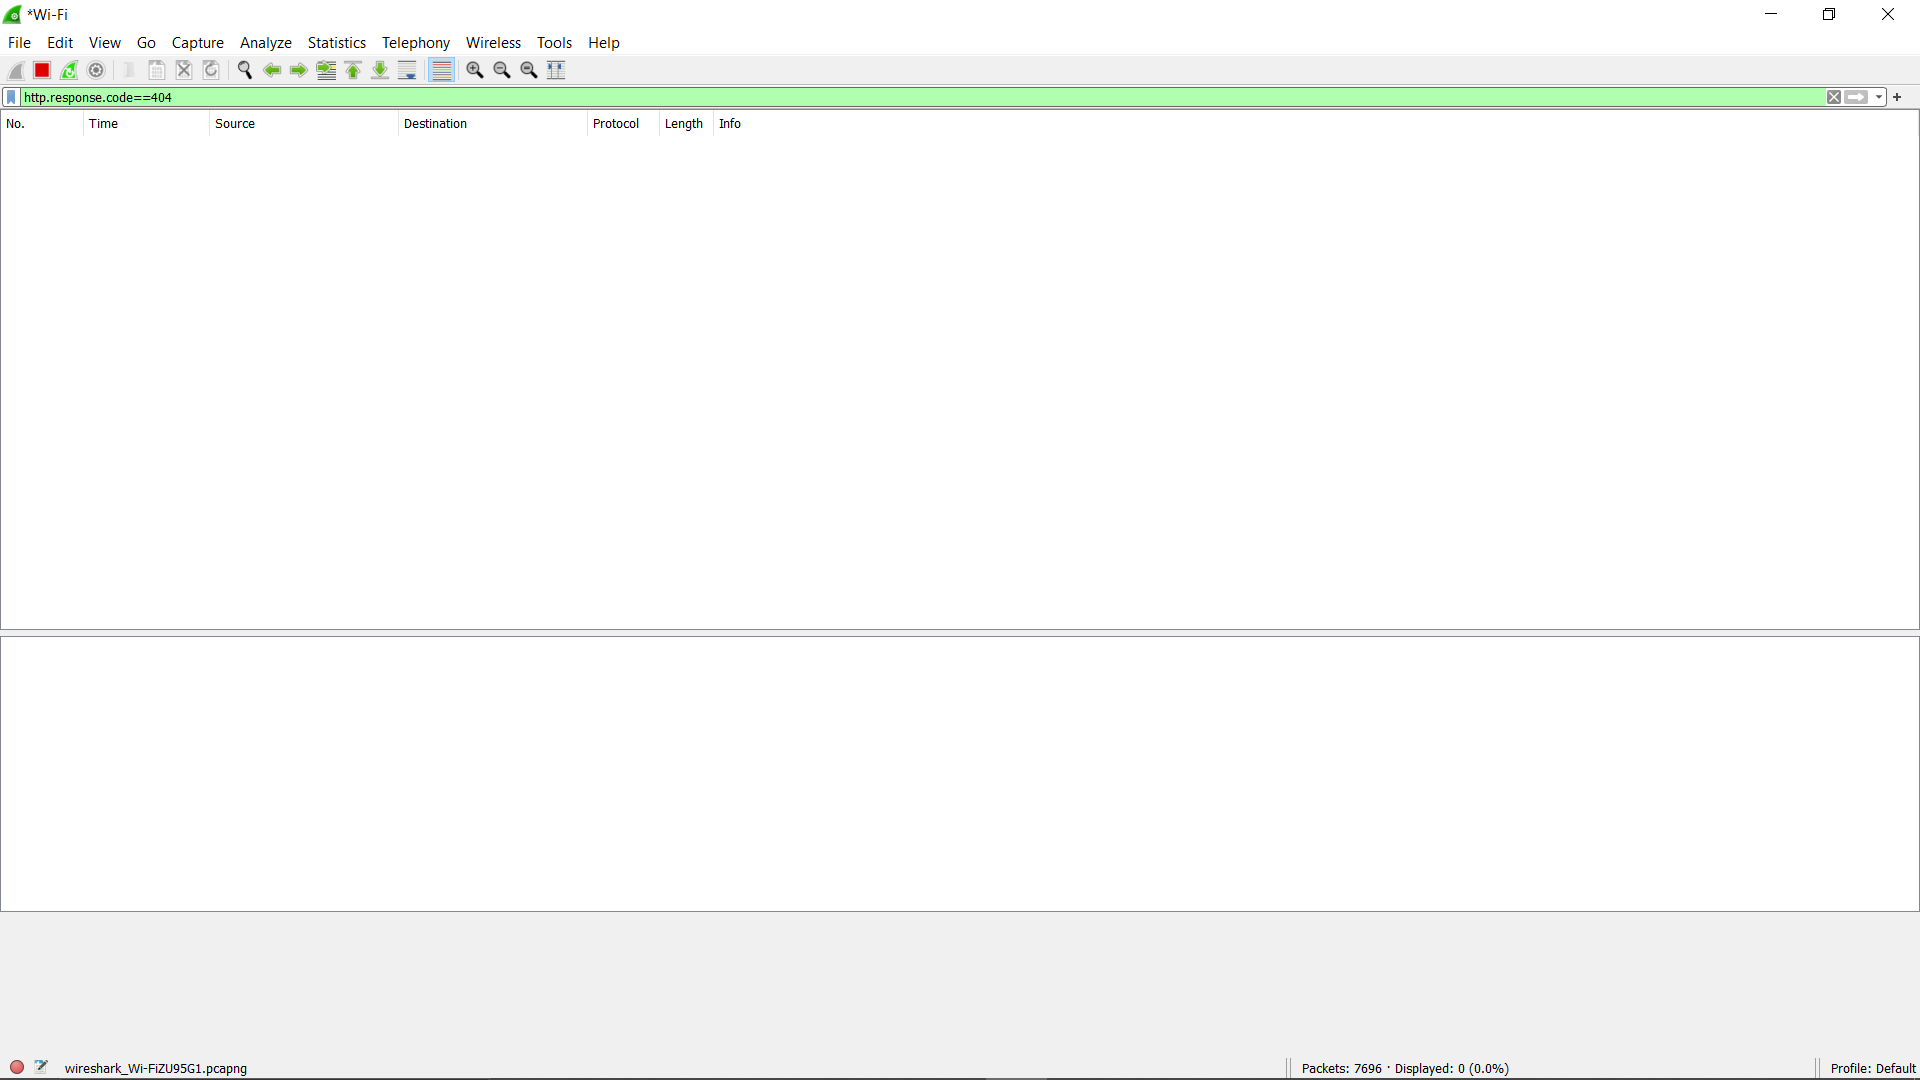 *Wi-Fi
File Edit View Go Capture Analyze Statistics Telephony Wireless Tools Help
http.response.code==404
No. Time Source Destination Protocol Length Info
wireshark_Wi-FiZU95G1.pcapng Packets: 7696 · Displayed: 0 (0.0%) Profile: Default